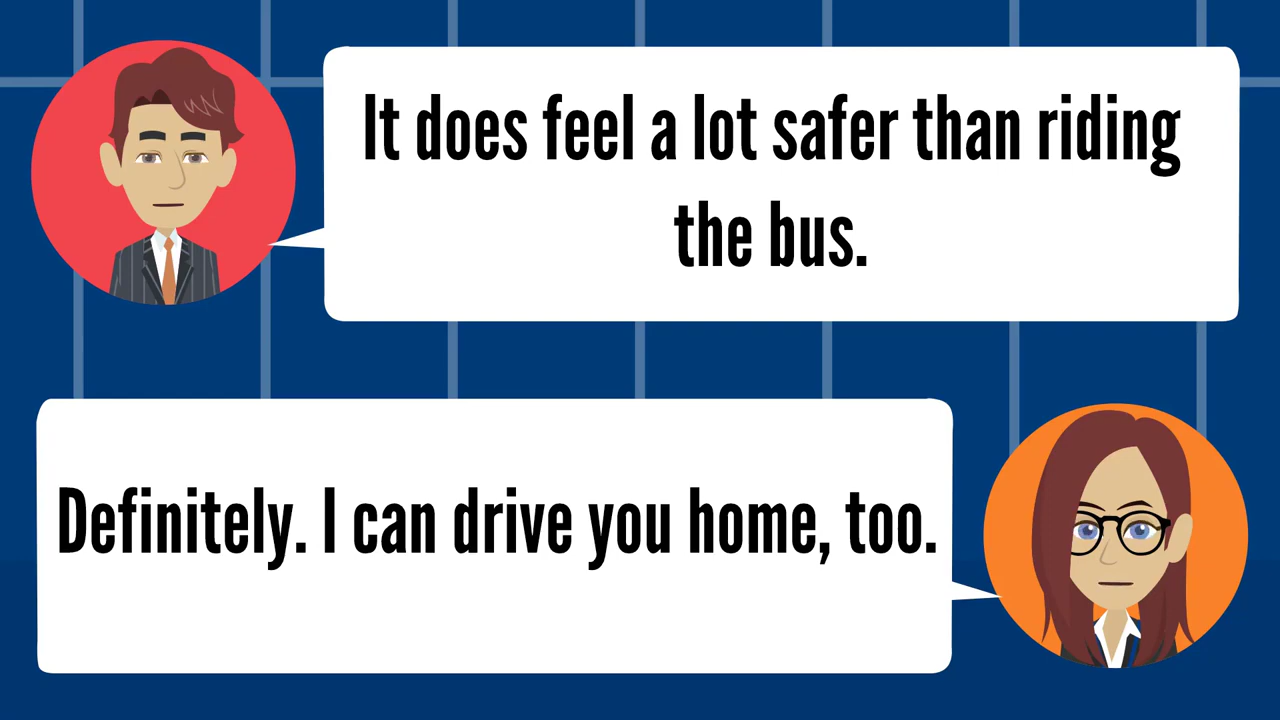 It does feel a lot safer than riding
the bus.
Definitely. I can drive you home, too.